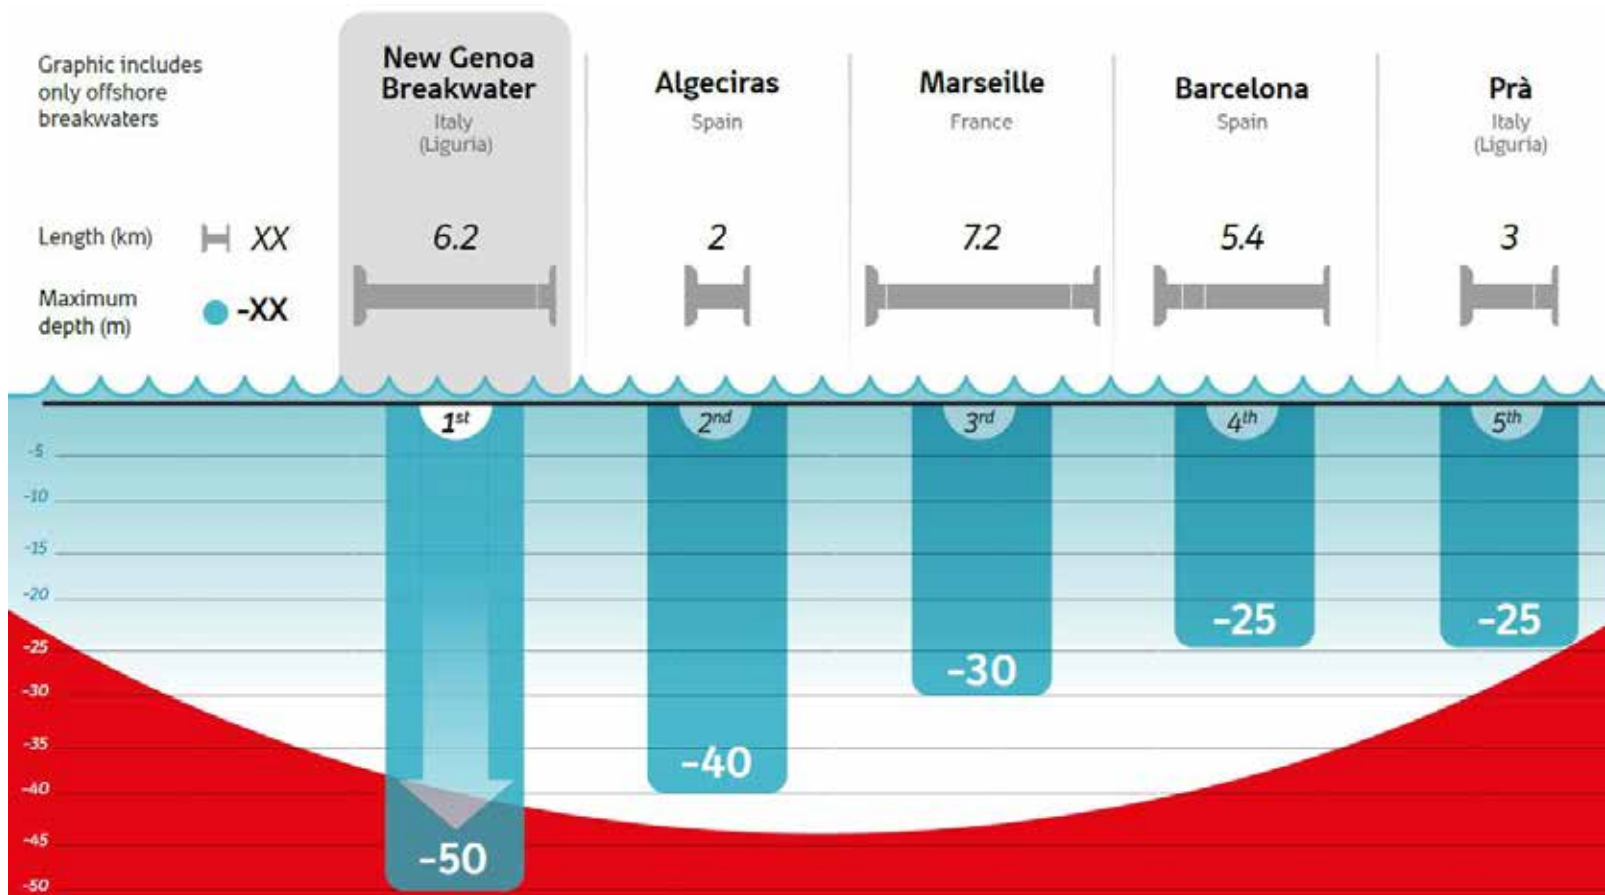 Graphic includes
only offshore
breakwaters
New Genoa
Breakwater
Italy
(Liguria)
Algeciras
Spain
Marseille
France
Barcelona
Spain
Prà
Italy
(Liguria)
Length (km) XX
6.2
2
7.2
5.4
3
Maximum
depth (m)
-XX
1st
2nd
3rd
4th
5th
-5
-10
-15
-20
-25
-30
-35
-40
-45
-50
-50
-40
-30
-25
-25